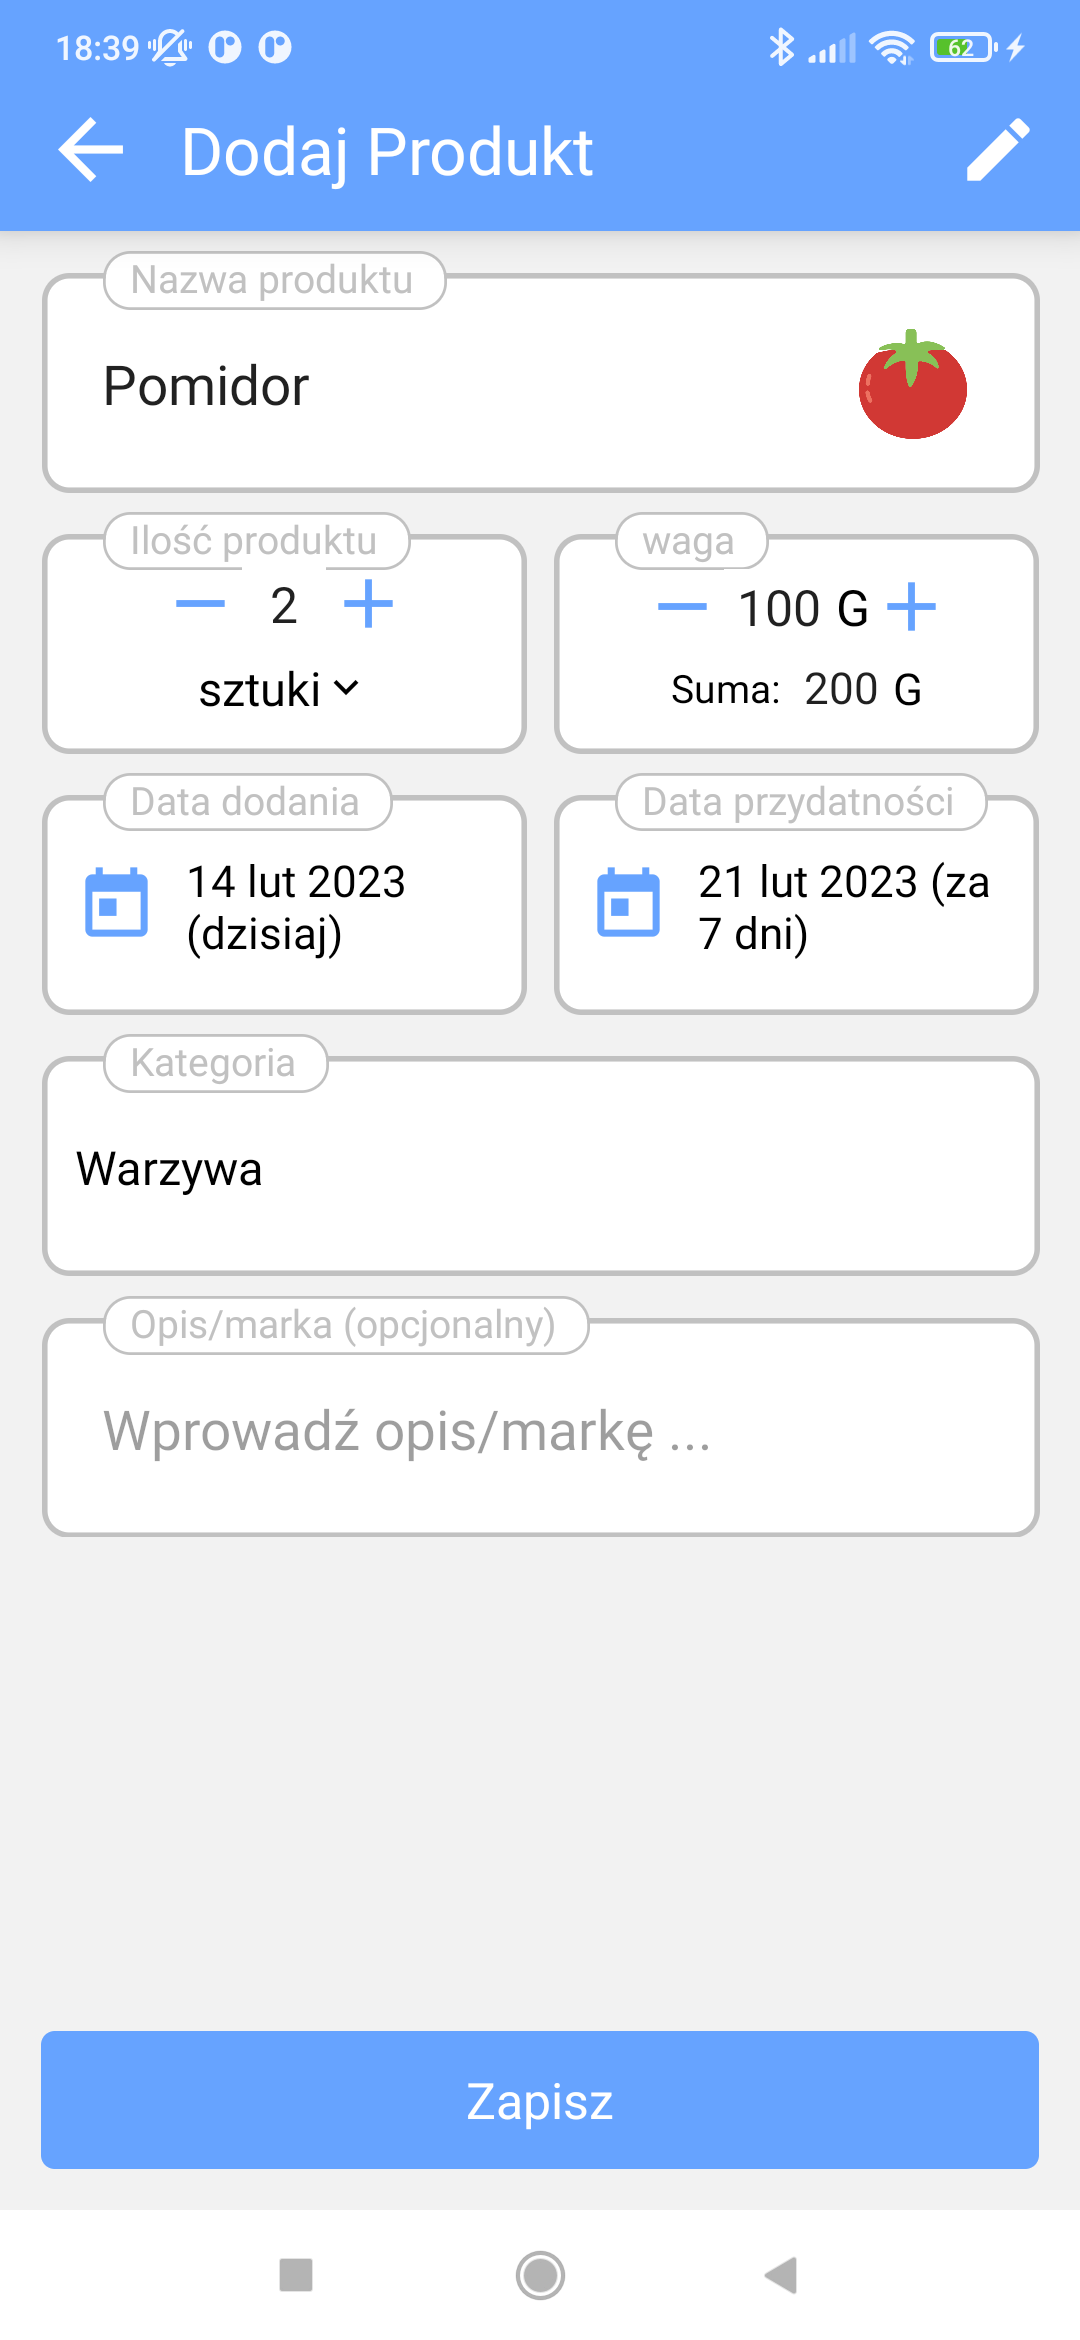 18:39
62
Dodaj Produkt
Nazwa produktu
Pomidor
Ilość produktu
2
sztuki
waga
100 G
Suma: 200 G
Data dodania
14 lut 2023
(dzisiaj)
Data przydatności
21 lut 2023 (za
7 dni)
Kategoria
Warzywa
Opis/marka (opcjonalny)
Wprowadź opis/markę ...
Zapisz